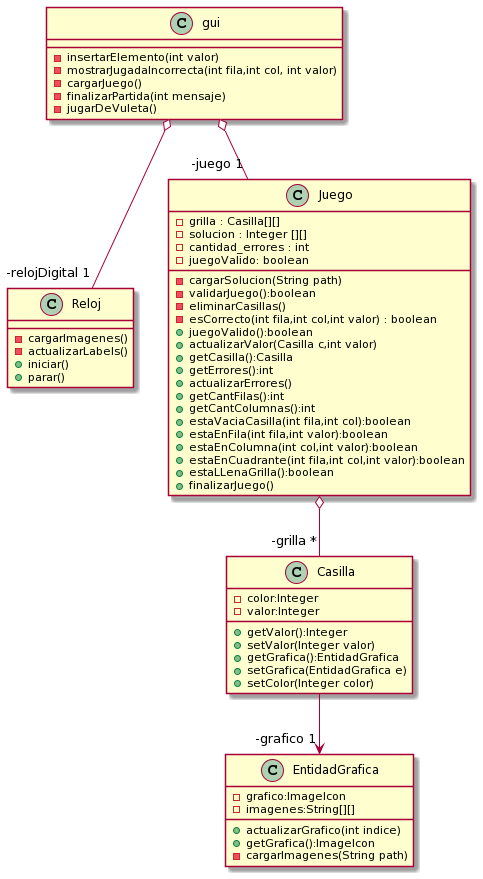 C gui
insertarElemento(int valor)
mostrarJugadaIncorrecta(int fila,int col, int valor)
cargarJuego()
finalizarPartida(int mensaje)
jugarDeVuleta()
-juego 1
-relojDigital 1
C Reloj
cargarImagenes()
actualizarLabels()
iniciar()
parar()
C Juego
grilla : Casilla[][]
solucion : Integer [][]
cantidad_errores : int
juegoValido: boolean
cargarSolucion(String path)
validarJuego():boolean
eliminarCasillas()
esCorrecto(int fila,int col,int valor) : boolean
juegoValido():boolean
actualizarValor(Casilla c,int valor)
getCasilla():Casilla
getErrores():int
actualizarErrores()
getCantFilas():int
getCantColumnas():int
estaVaciaCasilla(int fila,int col):boolean
estaEnFila(int fila,int valor):boolean
estaEnColumna(int col,int valor):boolean
estaEnCuadrante(int fila,int col,int valor):boolean
estaLLenaGrilla():boolean
finalizarJuego()
-grilla *
C Casilla
color:Integer
valor:Integer
getValor():Integer
setValor(Integer valor)
getGrafica():EntidadGrafica
setGrafica(EntidadGrafica e)
setColor(Integer color)
-grafico 1
C EntidadGrafica
grafico:ImageIcon
imagenes:String[][]
actualizarGrafico(int indice)
getGrafica():ImageIcon
cargarImagenes(String path)